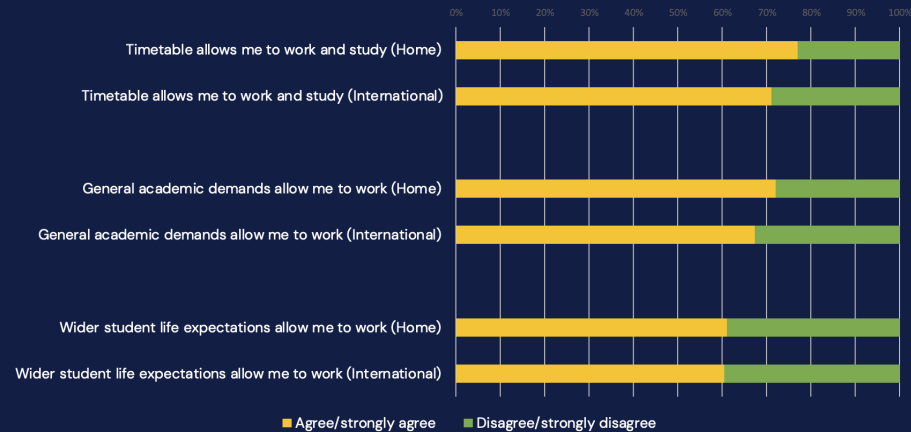 0% 10% 20% 30% 40% 50% 60% 70% 80% 90% 100%
Timetable allows me to work and study (Home)
Timetable allows me to work and study (International)
General academic demands allow me to work (Home)
General academic demands allow me to work (International)
Wider student life expectations allow me to work (Home)
Wider student life expectations allow me to work (International)
Agree/strongly agree Disagree/strongly disagree